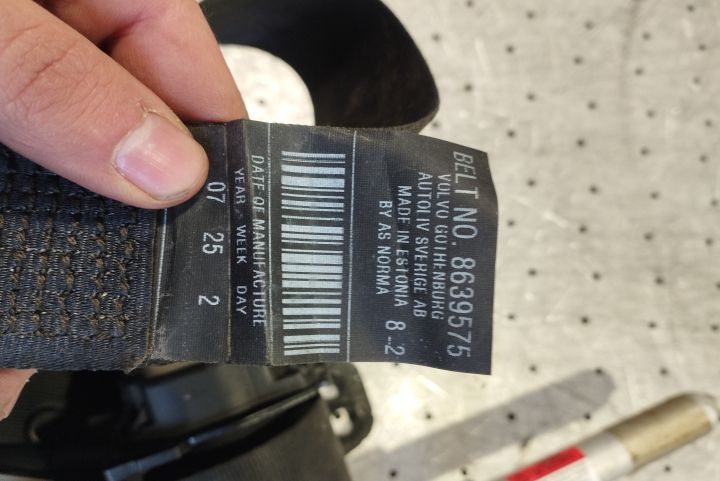 BELT NO. 8639575
VOLVO GOTHENBURG
AUTOLIV SVERIGE AB
MADE IN ESTONIA 8-2
BY AS NORMA
DATE OF MANUFACTURE
YEAR WEEK DAY
07 25 2